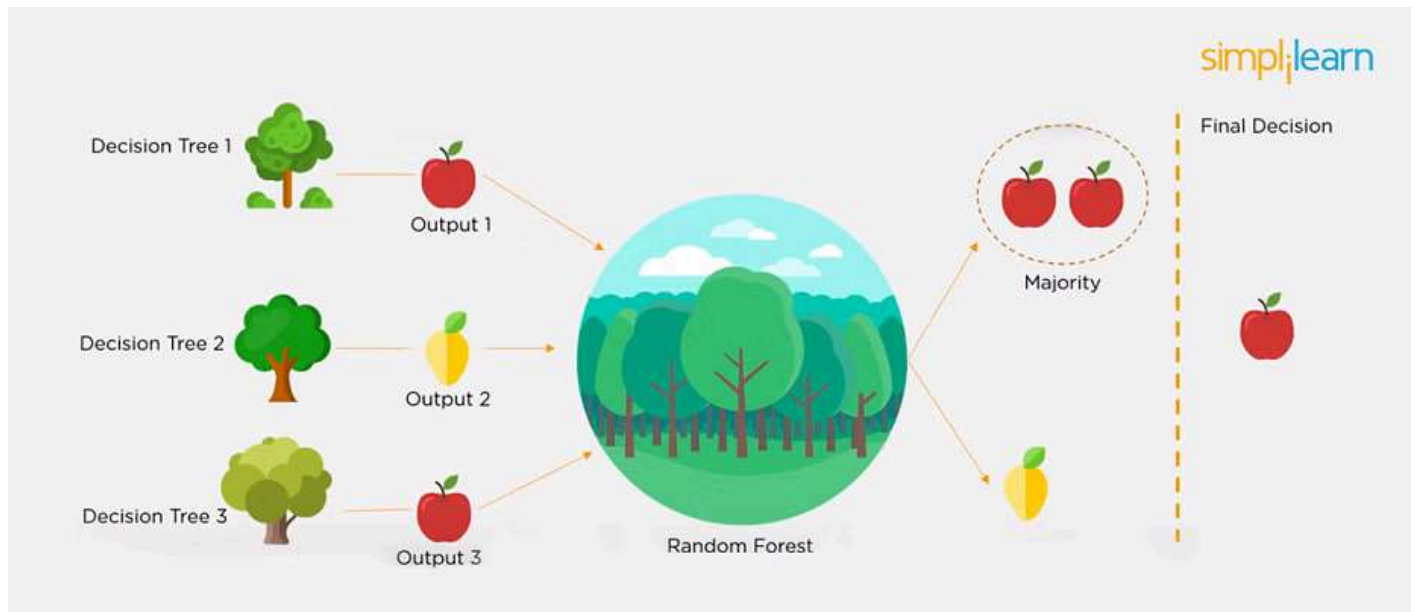 simplilearn
Final Decision
Decision Tree 1
Output 1
Majority
Decision Tree 2
Output 2
Decision Tree 3
Output 3
Random Forest